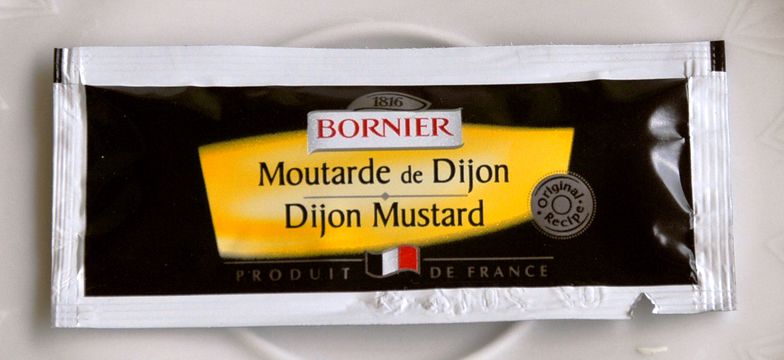 1816
BORNIER
Moutarde de Dijon
Dijon Mustard
Original
Recipe
PRODUIT DE FRANCE